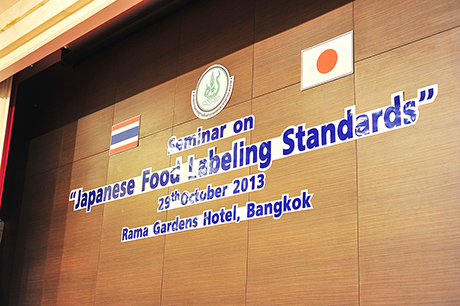 Seminar on
"Japanese Food Labeling Standards"
29th October 2013
Rama Gardens Hotel, Bangkok